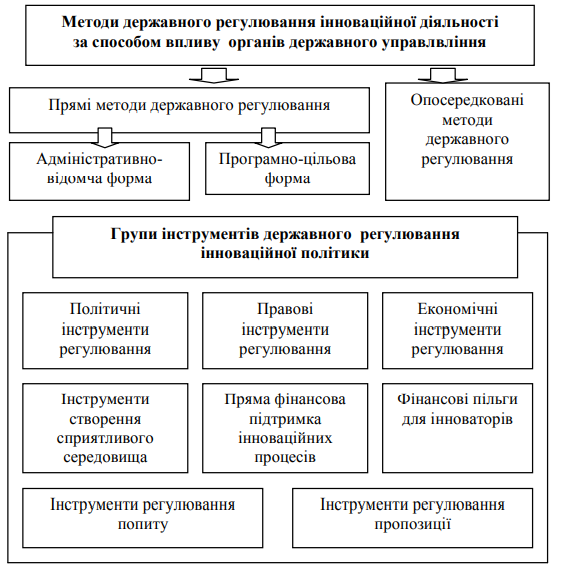 Методи державного регулювання інноваційної діяльності
за способом впливу органів державного управлвління
Прямі методи державного регулювання
Опосередковані
методи
державного
регулювання
Адміністративно-
відомча форма
Програмно-цільова
форма
Групи інструментів державного регулювання
інноваційної політики
Політичні
інструменти
регулювання
Правові
інструменти
регулювання
Економічні
інструменти
регулювання
Інструменти
створення
сприятливого
середовища
Пряма фінансова
підтримка
інноваційних
процесів
Фінансові пільги
для інноваторів
Інструменти регулювання
попиту
Інструменти регулювання
пропозиції